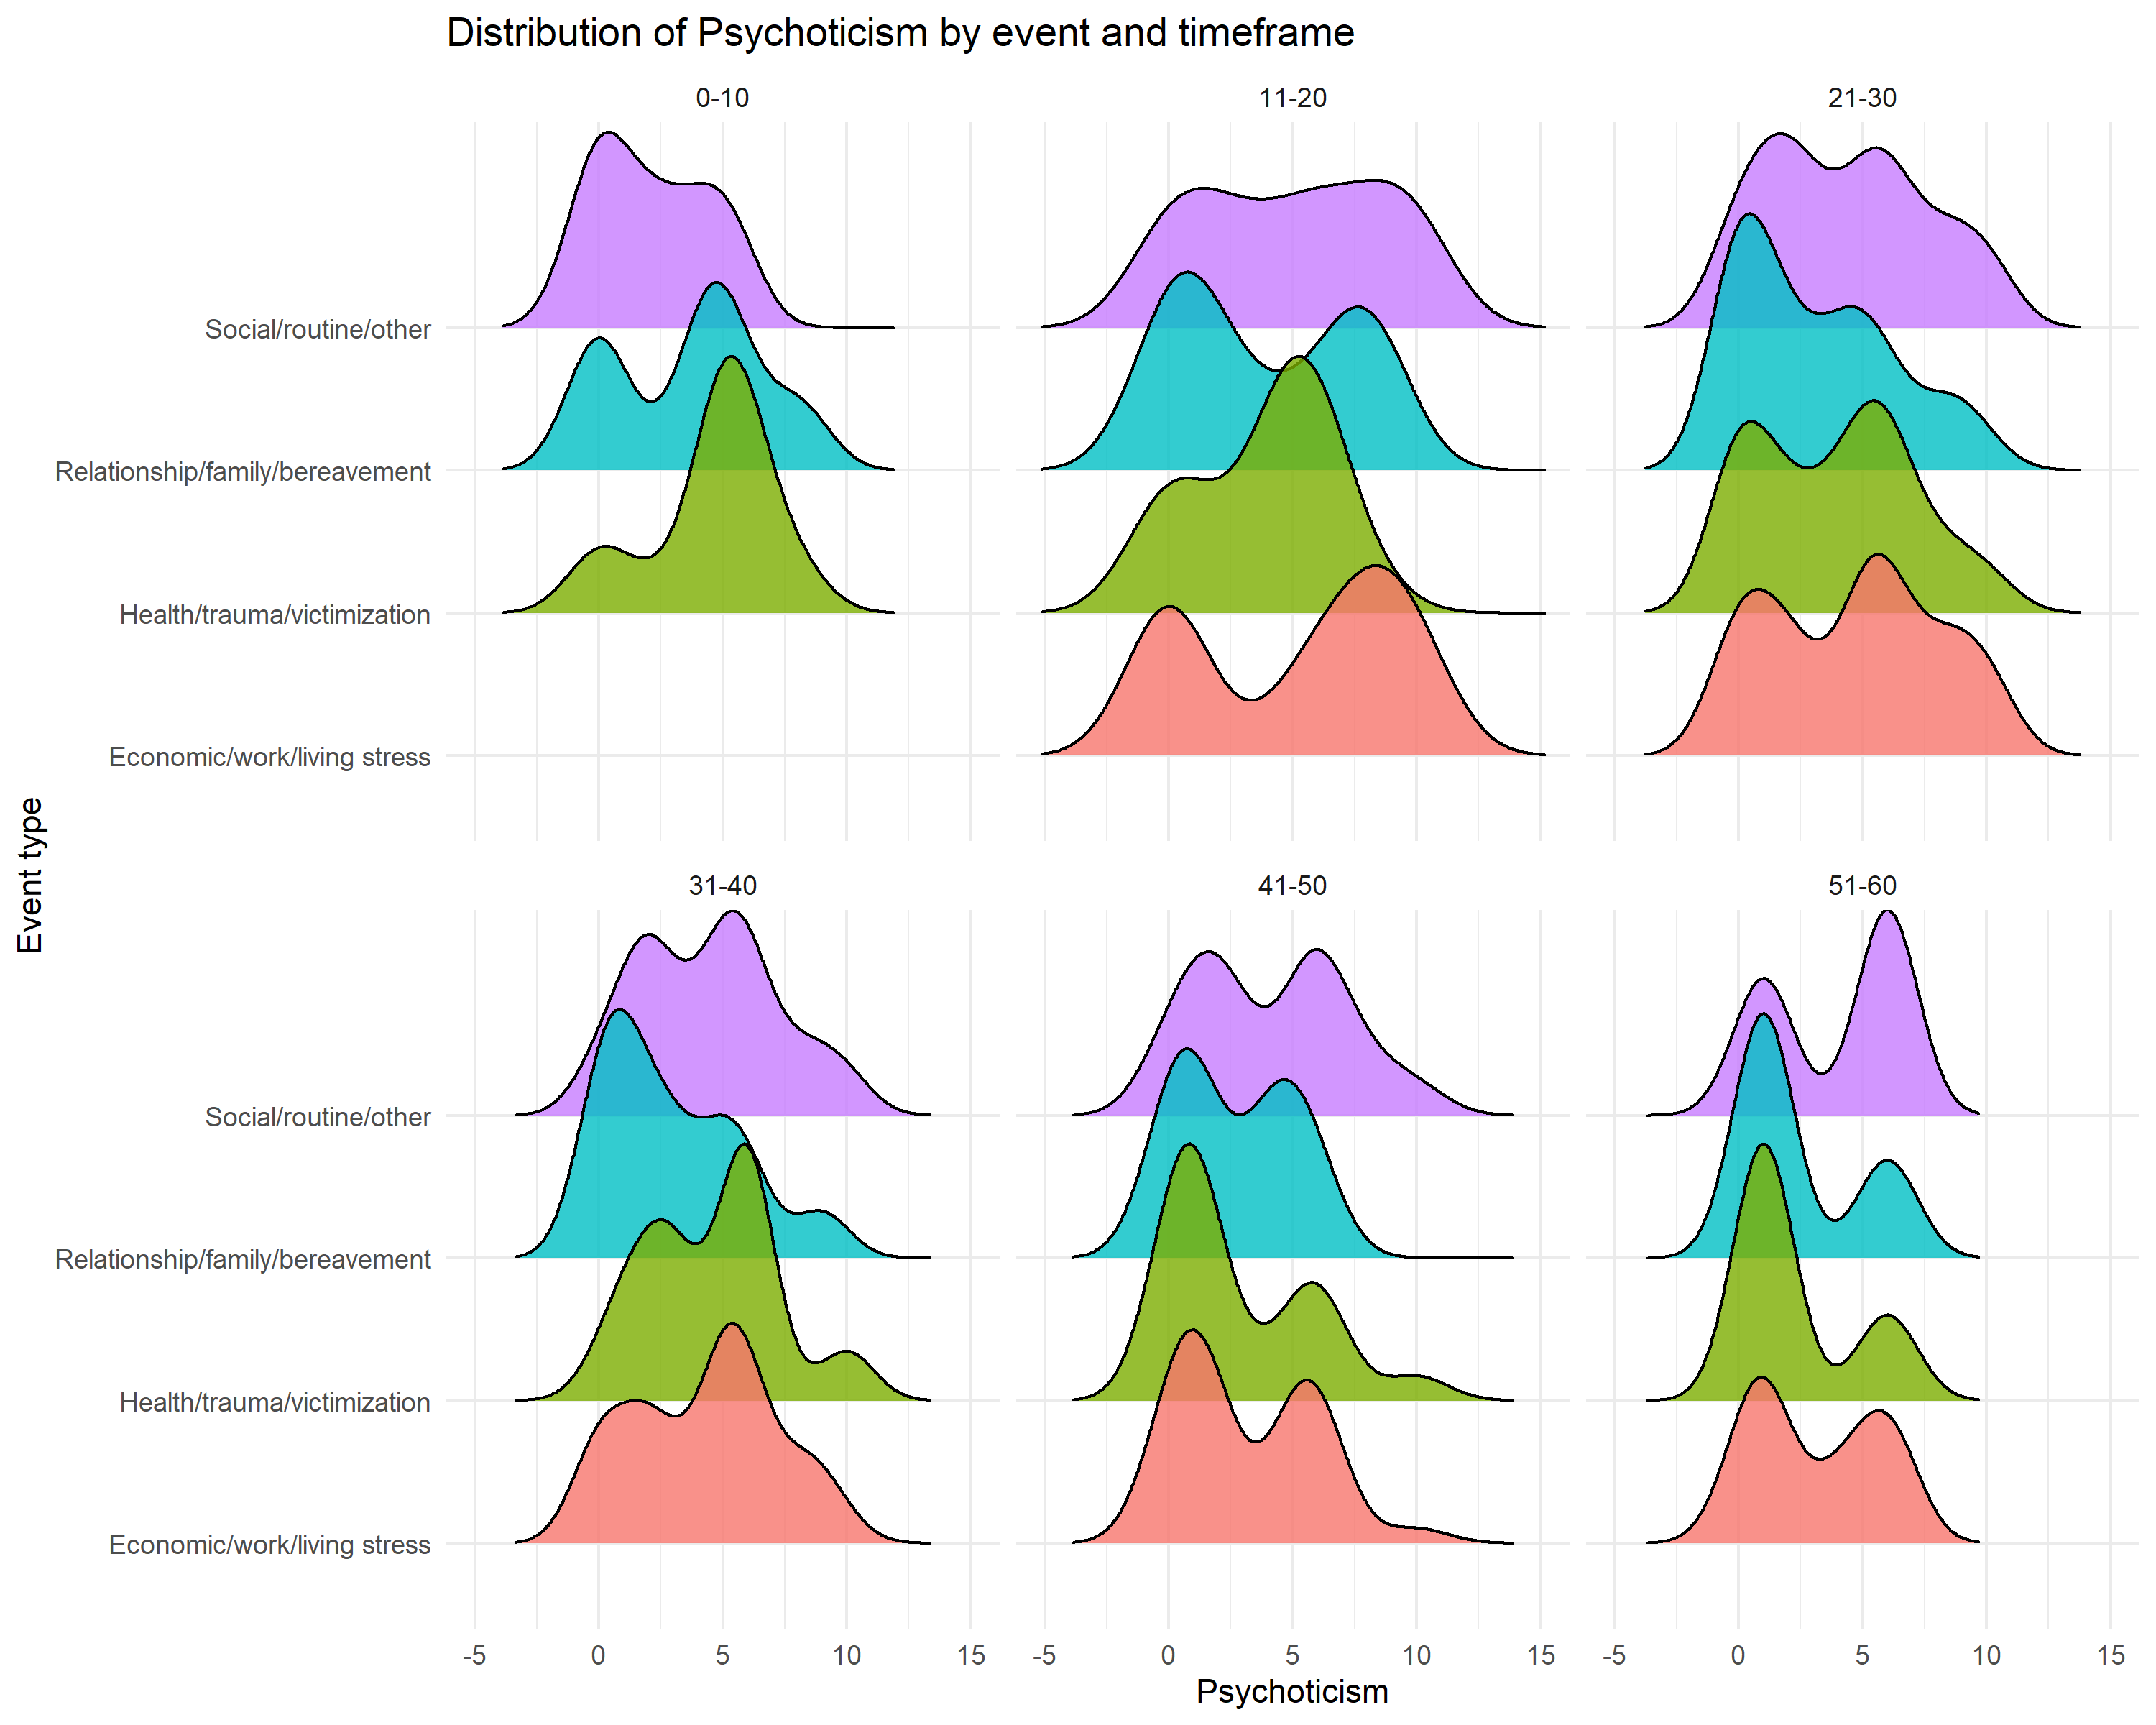 Distribution of Psychoticism by event and timeframe
0-10 11-20 21-30
Social/routine/other
Relationship/family/bereavement
Health/trauma/victimization
Economic/work/living stress
Event type
31-40 41-50 51-60
Social/routine/other
Relationship/family/bereavement
Health/trauma/victimization
Economic/work/living stress
-5 0 5 10 15 -5 0 5 10 15 -5 0 5 10 15
Psychoticism